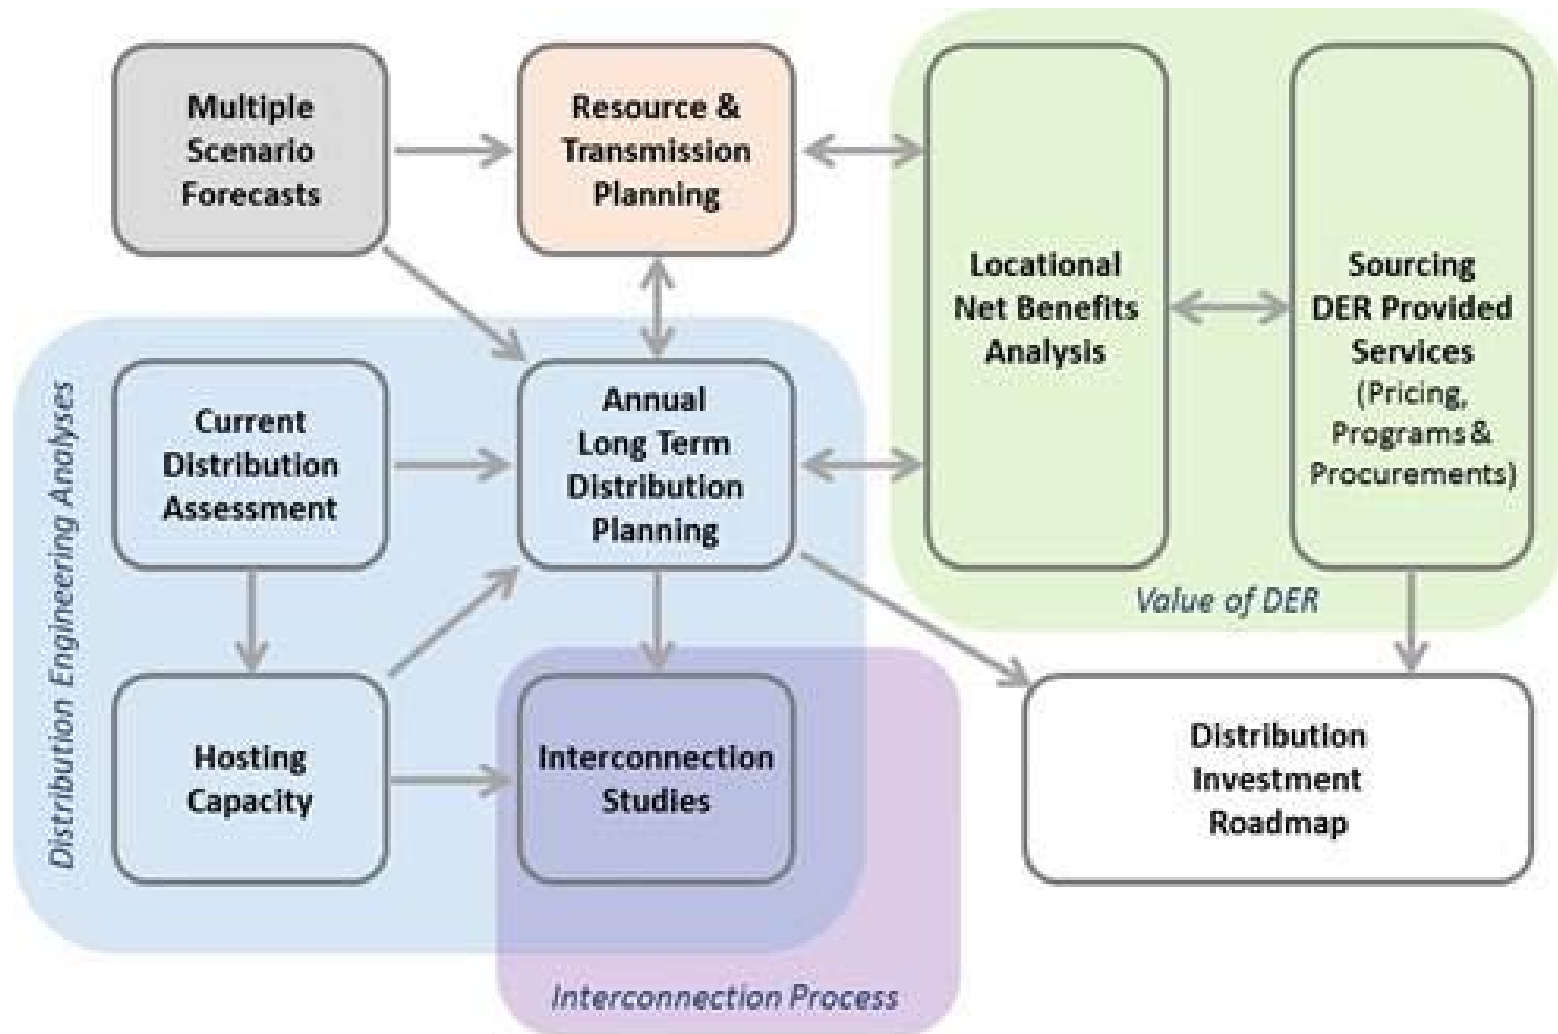 Multiple
Scenario
Forecasts
Resource &
Transmission
Planning
Locational
Net Benefits
Analysis
Sourcing
DER Provided
Services
(Pricing,
Programs &
Procurements)
Value of DER
Distribution Engineering Analyses
Current
Distribution
Assessment
Annual
Long Term
Distribution
Planning
Hosting
Capacity
Interconnection
Studies
Interconnection Process
Distribution
Investment
Roadmap